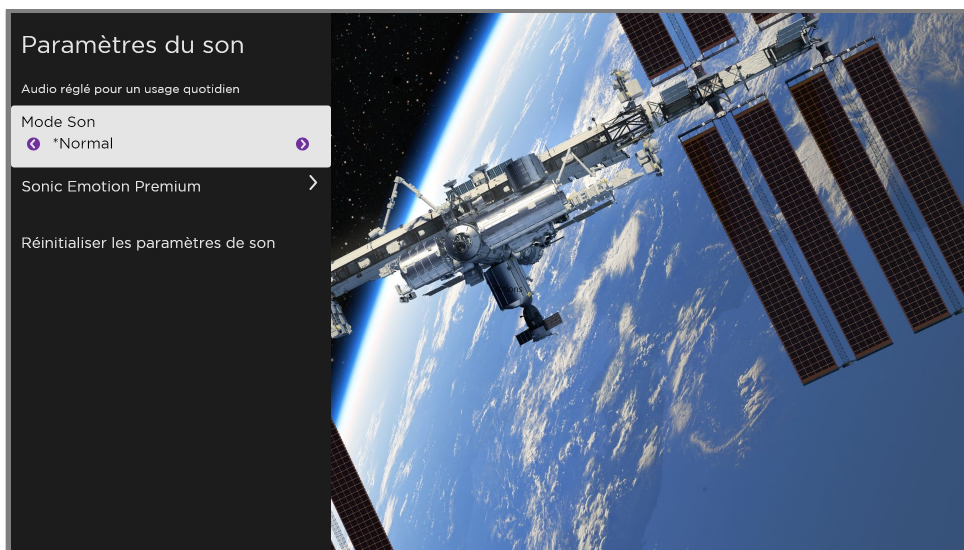 Paramètres du son
Audio réglé pour un usage quotidien
Mode Son
*Normal
Sonic Emotion Premium
Réinitialiser les paramètres de son